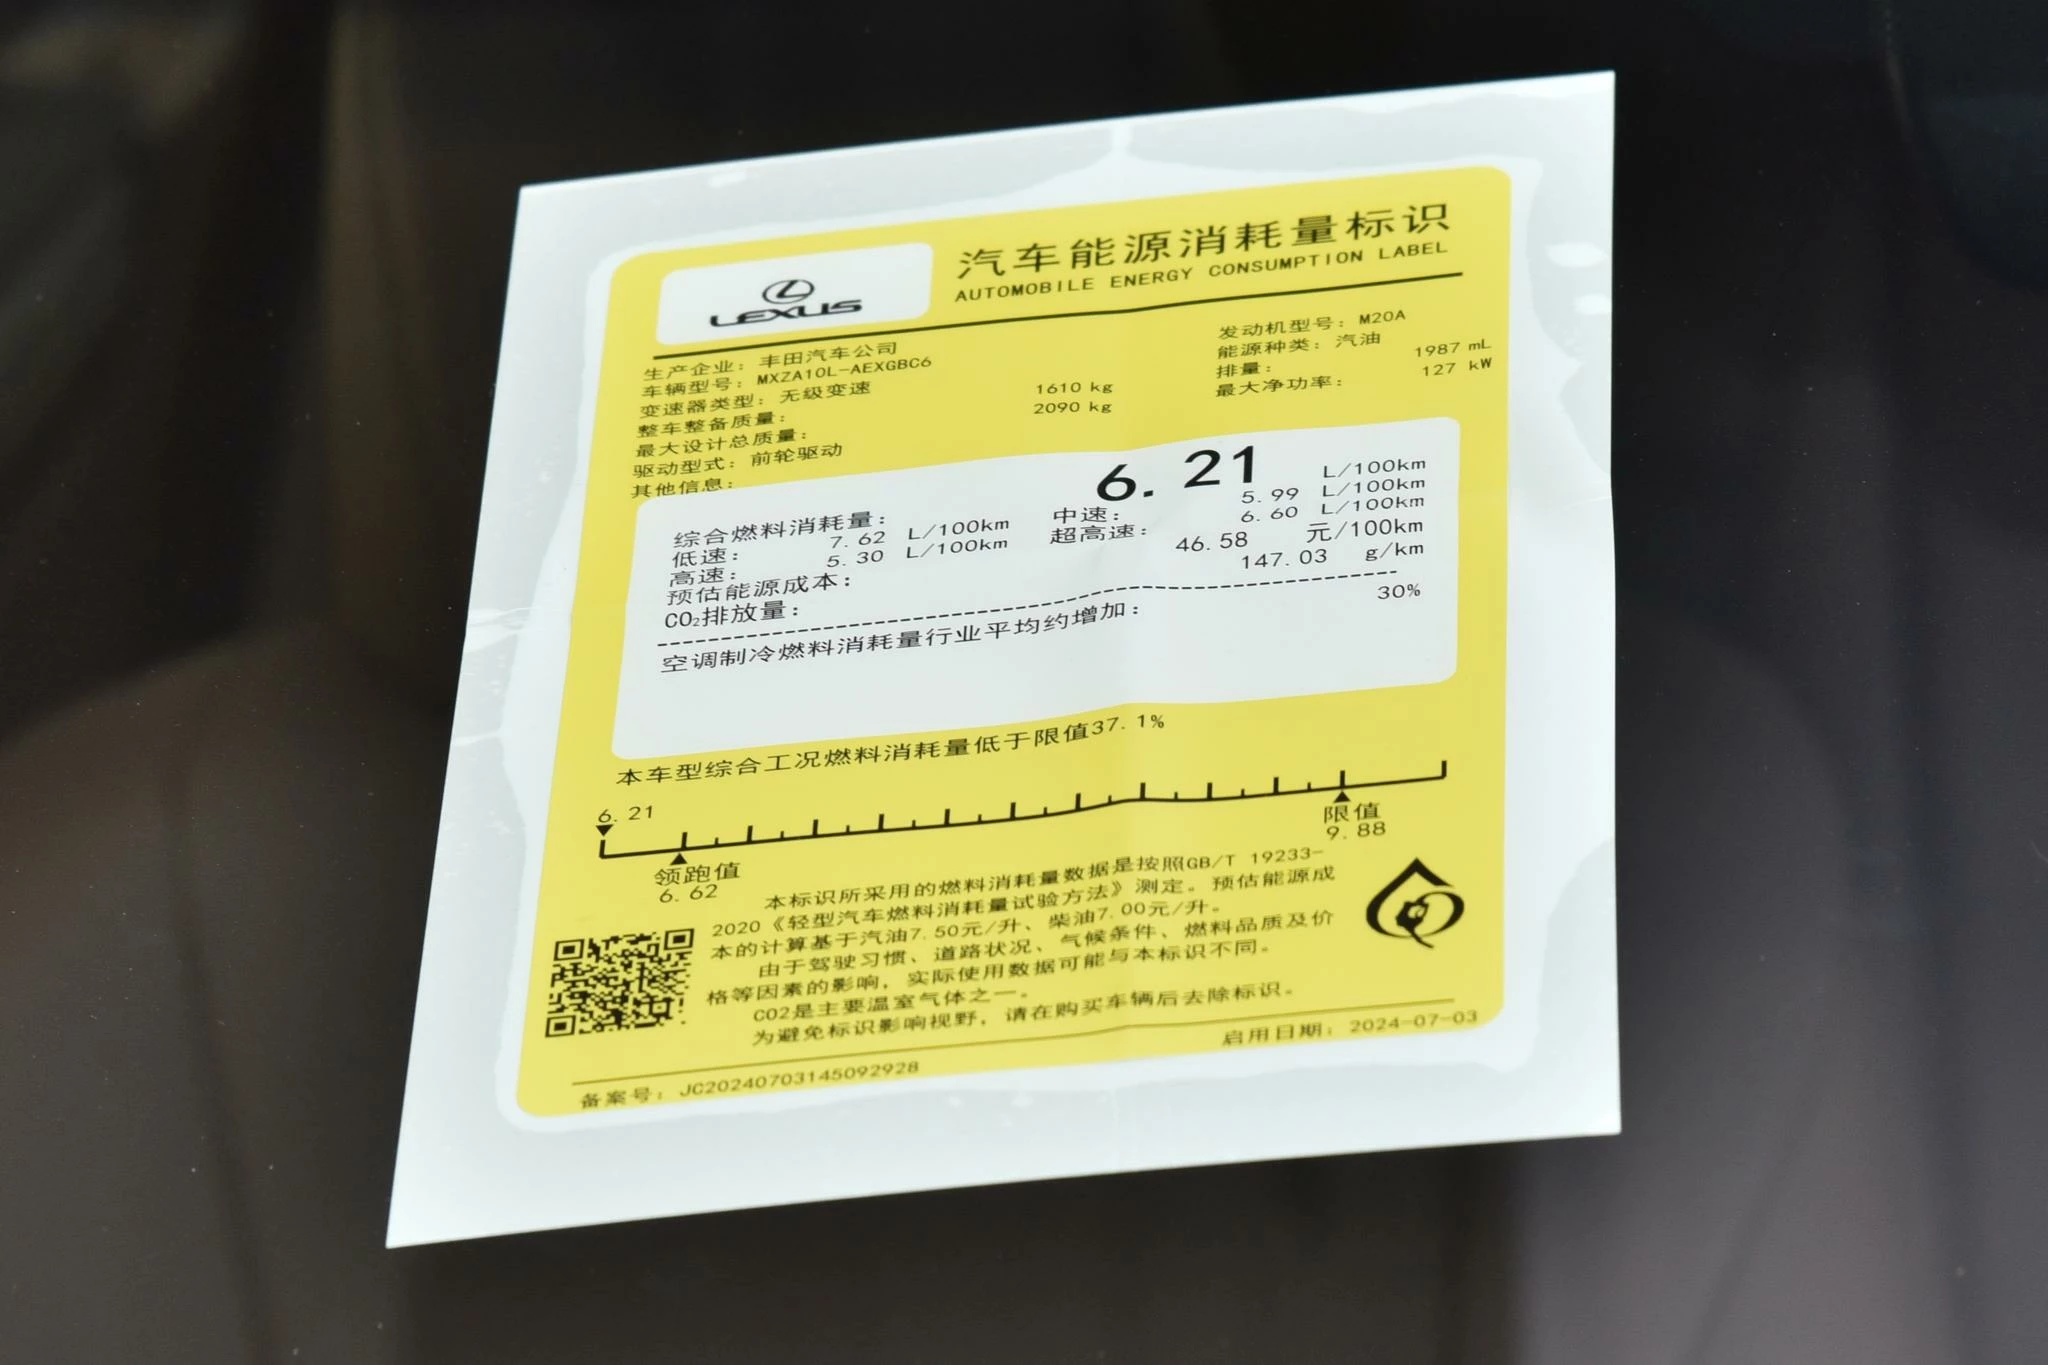 LEXUS
汽车能源消耗量标识
AUTOMOBILE ENERGY CONSUMPTION LABEL
生产企业：丰田汽车公司
车辆型号：MXZA10L-AEXGBC6
变速器类型：无级变速
整车整备质量： 1610 kg
最大设计总质量： 2090 kg
驱动型式：前轮驱动
其他信息：
发动机型号：M20A
能源种类：汽油
排量： 1987 mL
最大净功率： 127 kW
综合燃料消耗量： 6.21 L/100km
低速： 7.62 L/100km 中速： 5.99 L/100km
高速： 5.30 L/100km 超高速： 6.60 L/100km
预估能源成本： 46.58 元/100km
CO₂排放量： 147.03 g/km
空调制冷燃料消耗量行业平均约增加： 30%
本车型综合工况燃料消耗量低于限值37.1%
6.21
领跑值
6.62
限值
9.88
本标识所采用的燃料消耗量数据是按照GB/T 19233-
2020《轻型汽车燃料消耗量试验方法》测定。预估能源成
本的计算基于汽油7.50元/升、柴油7.00元/升。
由于驾驶习惯、道路状况、气候条件、燃料品质及价
格等因素的影响，实际使用数据可能与本标识不同。
CO2是主要温室气体之一。
为避免标识影响视野，请在购买车辆后去除标识。
备案号：JC20240703145092928
启用日期：2024-07-03